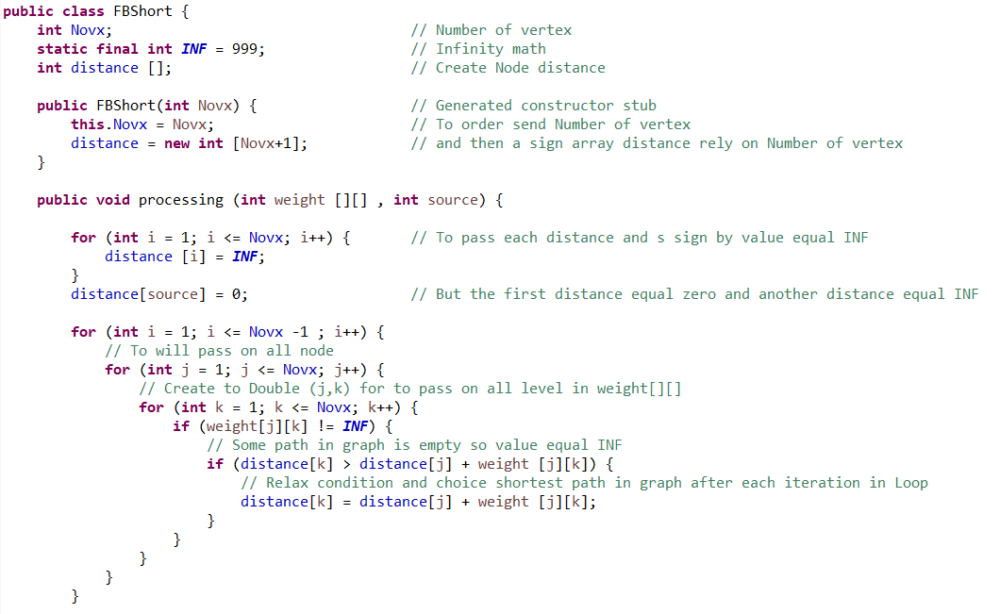 public class FBShort {
    int Novx;                                   // Number of vertex
    static final int INF = 999;                 // Infinity math
    int distance [];                            // Create Node distance

    public FBShort(int Novx) {                  // Generated constructor stub
        this.Novx = Novx;                       // To order send Number of vertex
        distance = new int [Novx+1];            // and then a sign array distance rely on Number of vertex
    }

    public void processing (int weight [][] , int source) {

        for (int i = 1; i <= Novx; i++) {       // To pass each distance and s sign by value equal INF
            distance [i] = INF;
        }
        distance[source] = 0;                   // But the first distance equal zero and another distance equal INF

        for (int i = 1; i <= Novx -1 ; i++) {
            // To will pass on all node
            for (int j = 1; j <= Novx; j++) {
                // Create to Double (j,k) for to pass on all level in weight[][]
                for (int k = 1; k <= Novx; k++) {
                    if (weight[j][k] != INF) {
                        // Some path in graph is empty so value equal INF
                        if (distance[k] > distance[j] + weight [j][k]) {
                            // Relax condition and choice shortest path in graph after each iteration in Loop
                            distance[k] = distance[j] + weight [j][k];
                        }
                    }
                }
            }
        }